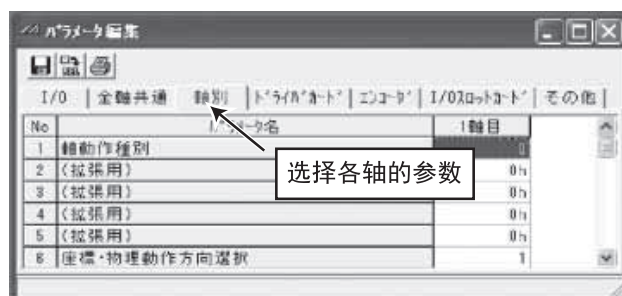 パラメータ編集
I/O 全軸共通 軸別 ドライバカード エンコーダ I/Oスロットカード その他
No パラメータ名 1軸目
1 軸動作種別 0
2 (拡張用) 0h
3 (拡張用) 0h
4 (拡張用) 0h
5 (拡張用) 0h
6 座標・物理動作方向選択 1
选择各轴的参数